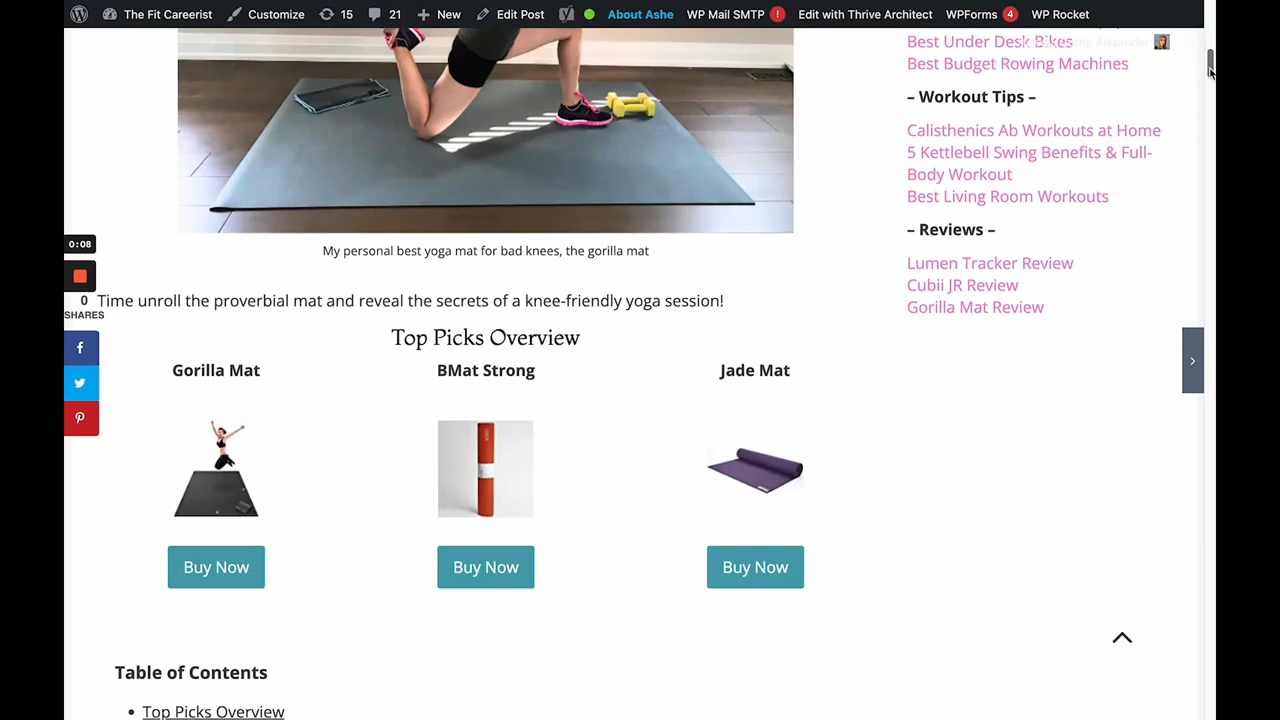 The Fit Careerist Customize 15 21 New Edit Post About Ashe WP Mail SMTP ! Edit with Thrive Architect WPForms 4 WP Rocket
Best Under Desk Bikes
Best Budget Rowing Machines
– Workout Tips –
Calisthenics Ab Workouts at Home
5 Kettlebell Swing Benefits & Full-
Body Workout
Best Living Room Workouts
– Reviews –
Lumen Tracker Review
Cubii JR Review
Gorilla Mat Review
My personal best yoga mat for bad knees, the gorilla mat
0:08
0
SHARES
Time unroll the proverbial mat and reveal the secrets of a knee-friendly yoga session!
Top Picks Overview
Gorilla Mat BMat Strong Jade Mat
Buy Now Buy Now Buy Now
Table of Contents
• Top Picks Overview